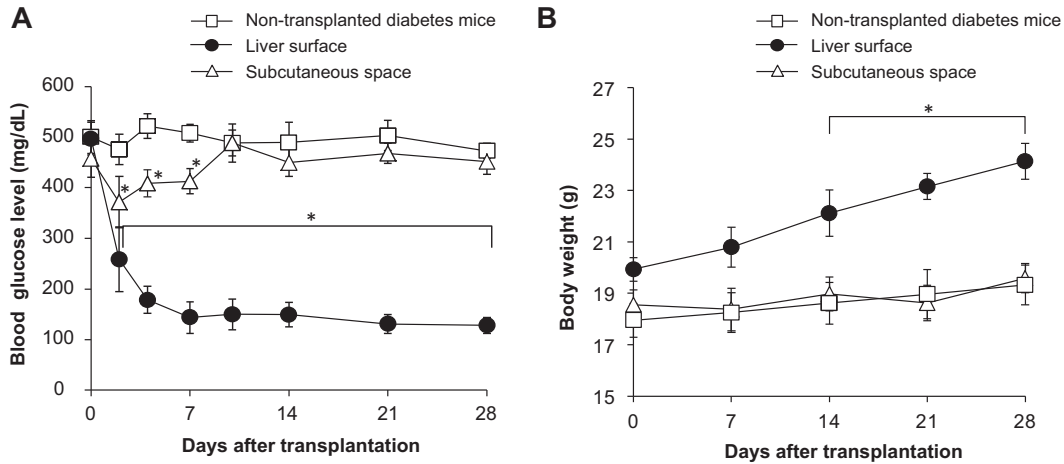 A
Non-transplanted diabetes mice
Liver surface
Subcutaneous space
600
500
400
300
200
100
0
Blood glucose level (mg/dL)
*
*
*
*
0 7 14 21 28
Days after transplantation
B
Non-transplanted diabetes mice
Liver surface
Subcutaneous space
27
25
23
21
19
17
15
Body weight (g)
*
0 7 14 21 28
Days after transplantation